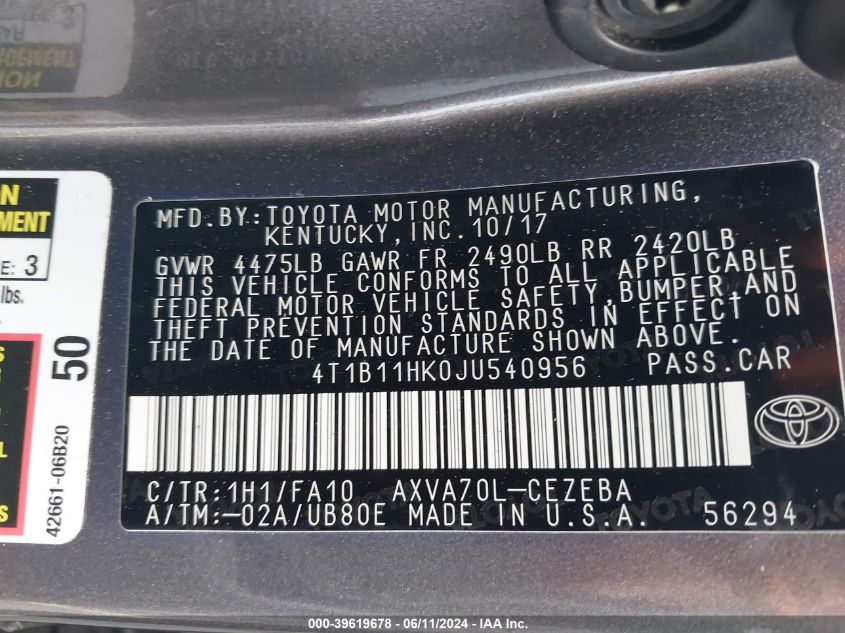 MFD.BY:TOYOTA MOTOR MANUFACTURING,
KENTUCKY,INC.10/17
GVWR 4475LB GAWR FR 2490LB RR 2420LB
THIS VEHICLE CONFORMS TO ALL APPLICABLE
FEDERAL MOTOR VEHICLE SAFETY,BUMPER,AND
THEFT PREVENTION STANDARDS IN EFFECT ON
THE DATE OF MANUFACTURE SHOWN ABOVE.
4T1B11HK0JU540956 PASS.CAR
C/TR:1H1/FA10 AXVA70L-CEZEBA
A/TM:-02A/UB80E MADE IN U.S.A. 56294
E: 3
lbs.
50
42661-06B20
000-39619678 - 06/11/2024 - IAA Inc.